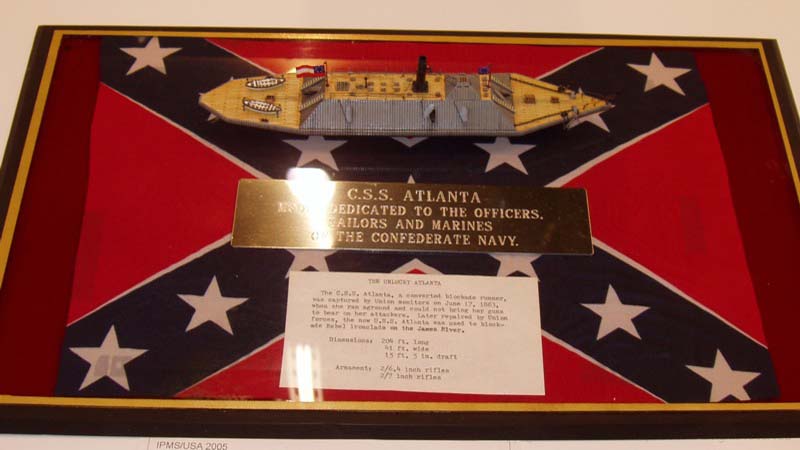 C.S.S. ATLANTA
DEDICATED TO THE OFFICERS,
SAILORS AND MARINES
OF THE CONFEDERATE NAVY.
THE UNLUCKY ATLANTA
The C.S.S. Atlanta, a converted blockade runner,
was captured by Union monitors on June 17, 1863,
when she ran aground and could not bring her guns
to bear on her attackers. Later repaired by Union
forces, the now U.S.S. Atlanta was used to block-
ade Rebel ironclads on the James River.
Dimensions: 204 ft. long
41 ft. wide
15 ft. 3 in. draft
Armament: 2/6.4 inch rifles
2/7 inch rifles
IPMS/USA 2005